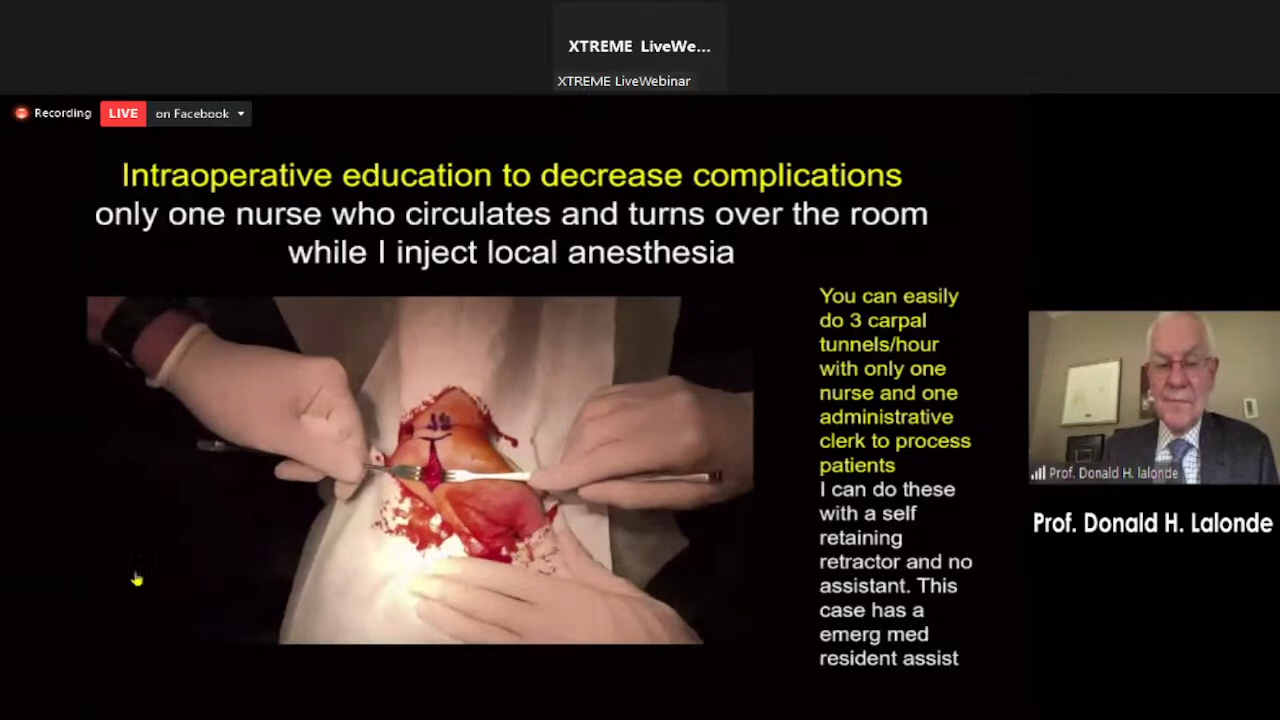 XTREME LiveWe...
XTREME LiveWebinar
Recording
LIVE
on Facebook
Intraoperative education to decrease complications
only one nurse who circulates and turns over the room
while I inject local anesthesia
You can easily
do 3 carpal
tunnels/hour
with only one
nurse and one
administrative
clerk to process
patients
I can do these
with a self
retaining
retractor and no
assistant. This
case has a
emerg med
resident assist
Prof. Donald H. lalonde
Prof. Donald H. Lalonde